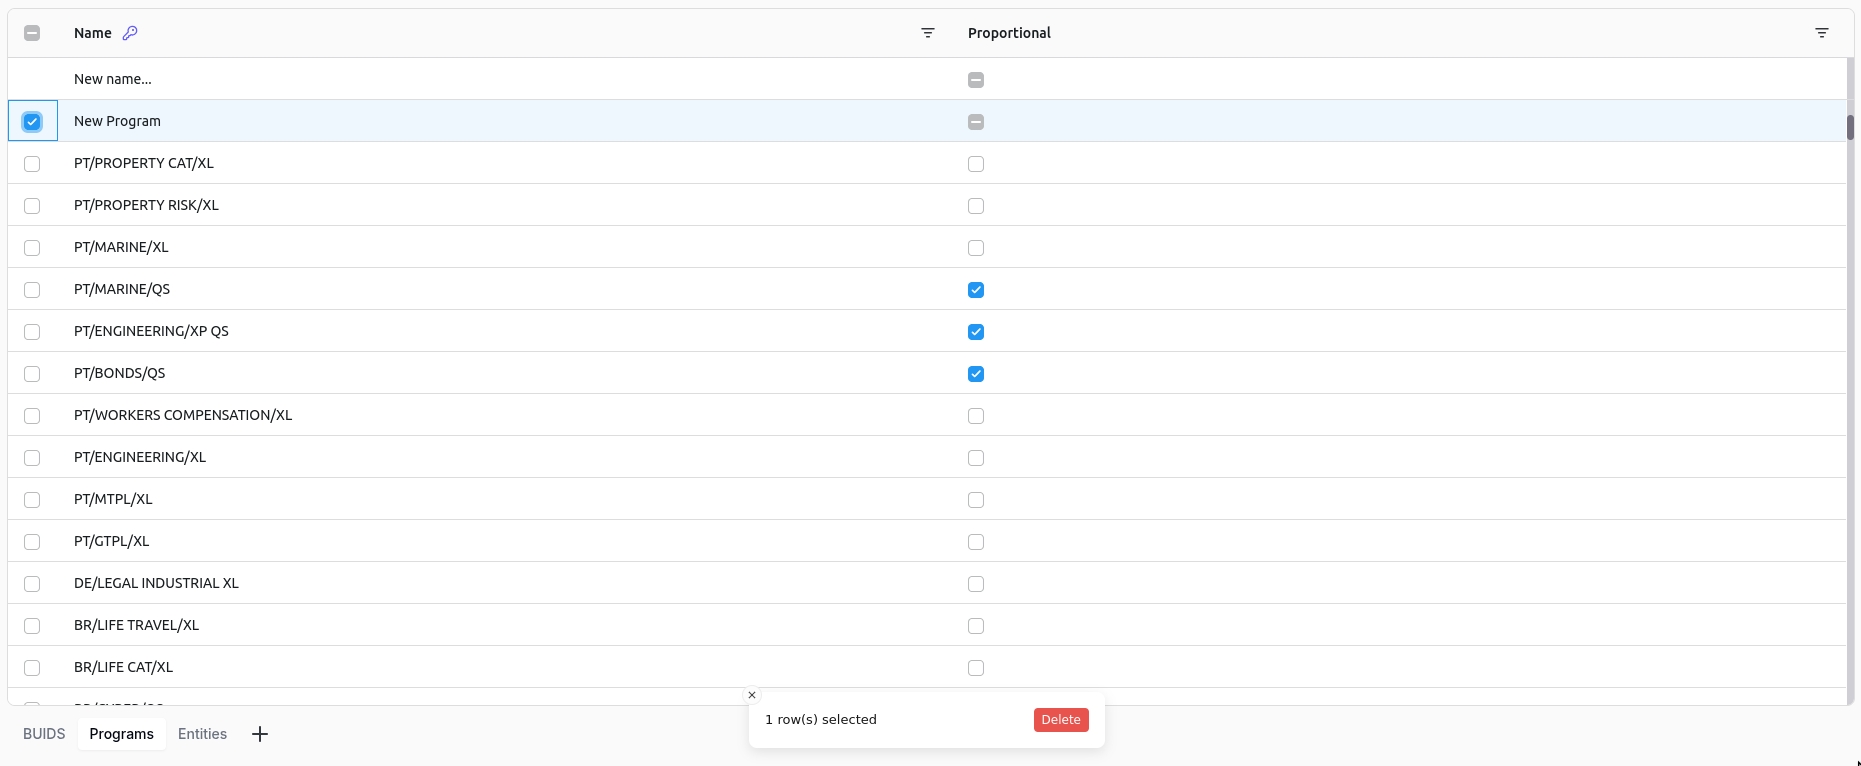 Name Proportional
New name...
New Program
PT/PROPERTY CAT/XL
PT/PROPERTY RISK/XL
PT/MARINE/XL
PT/MARINE/QS
PT/ENGINEERING/XP QS
PT/BONDS/QS
PT/WORKERS COMPENSATION/XL
PT/ENGINEERING/XL
PT/MTPL/XL
PT/GTPL/XL
DE/LEGAL INDUSTRIAL XL
BR/LIFE TRAVEL/XL
BR/LIFE CAT/XL
1 row(s) selected Delete
BUIDS Programs Entities